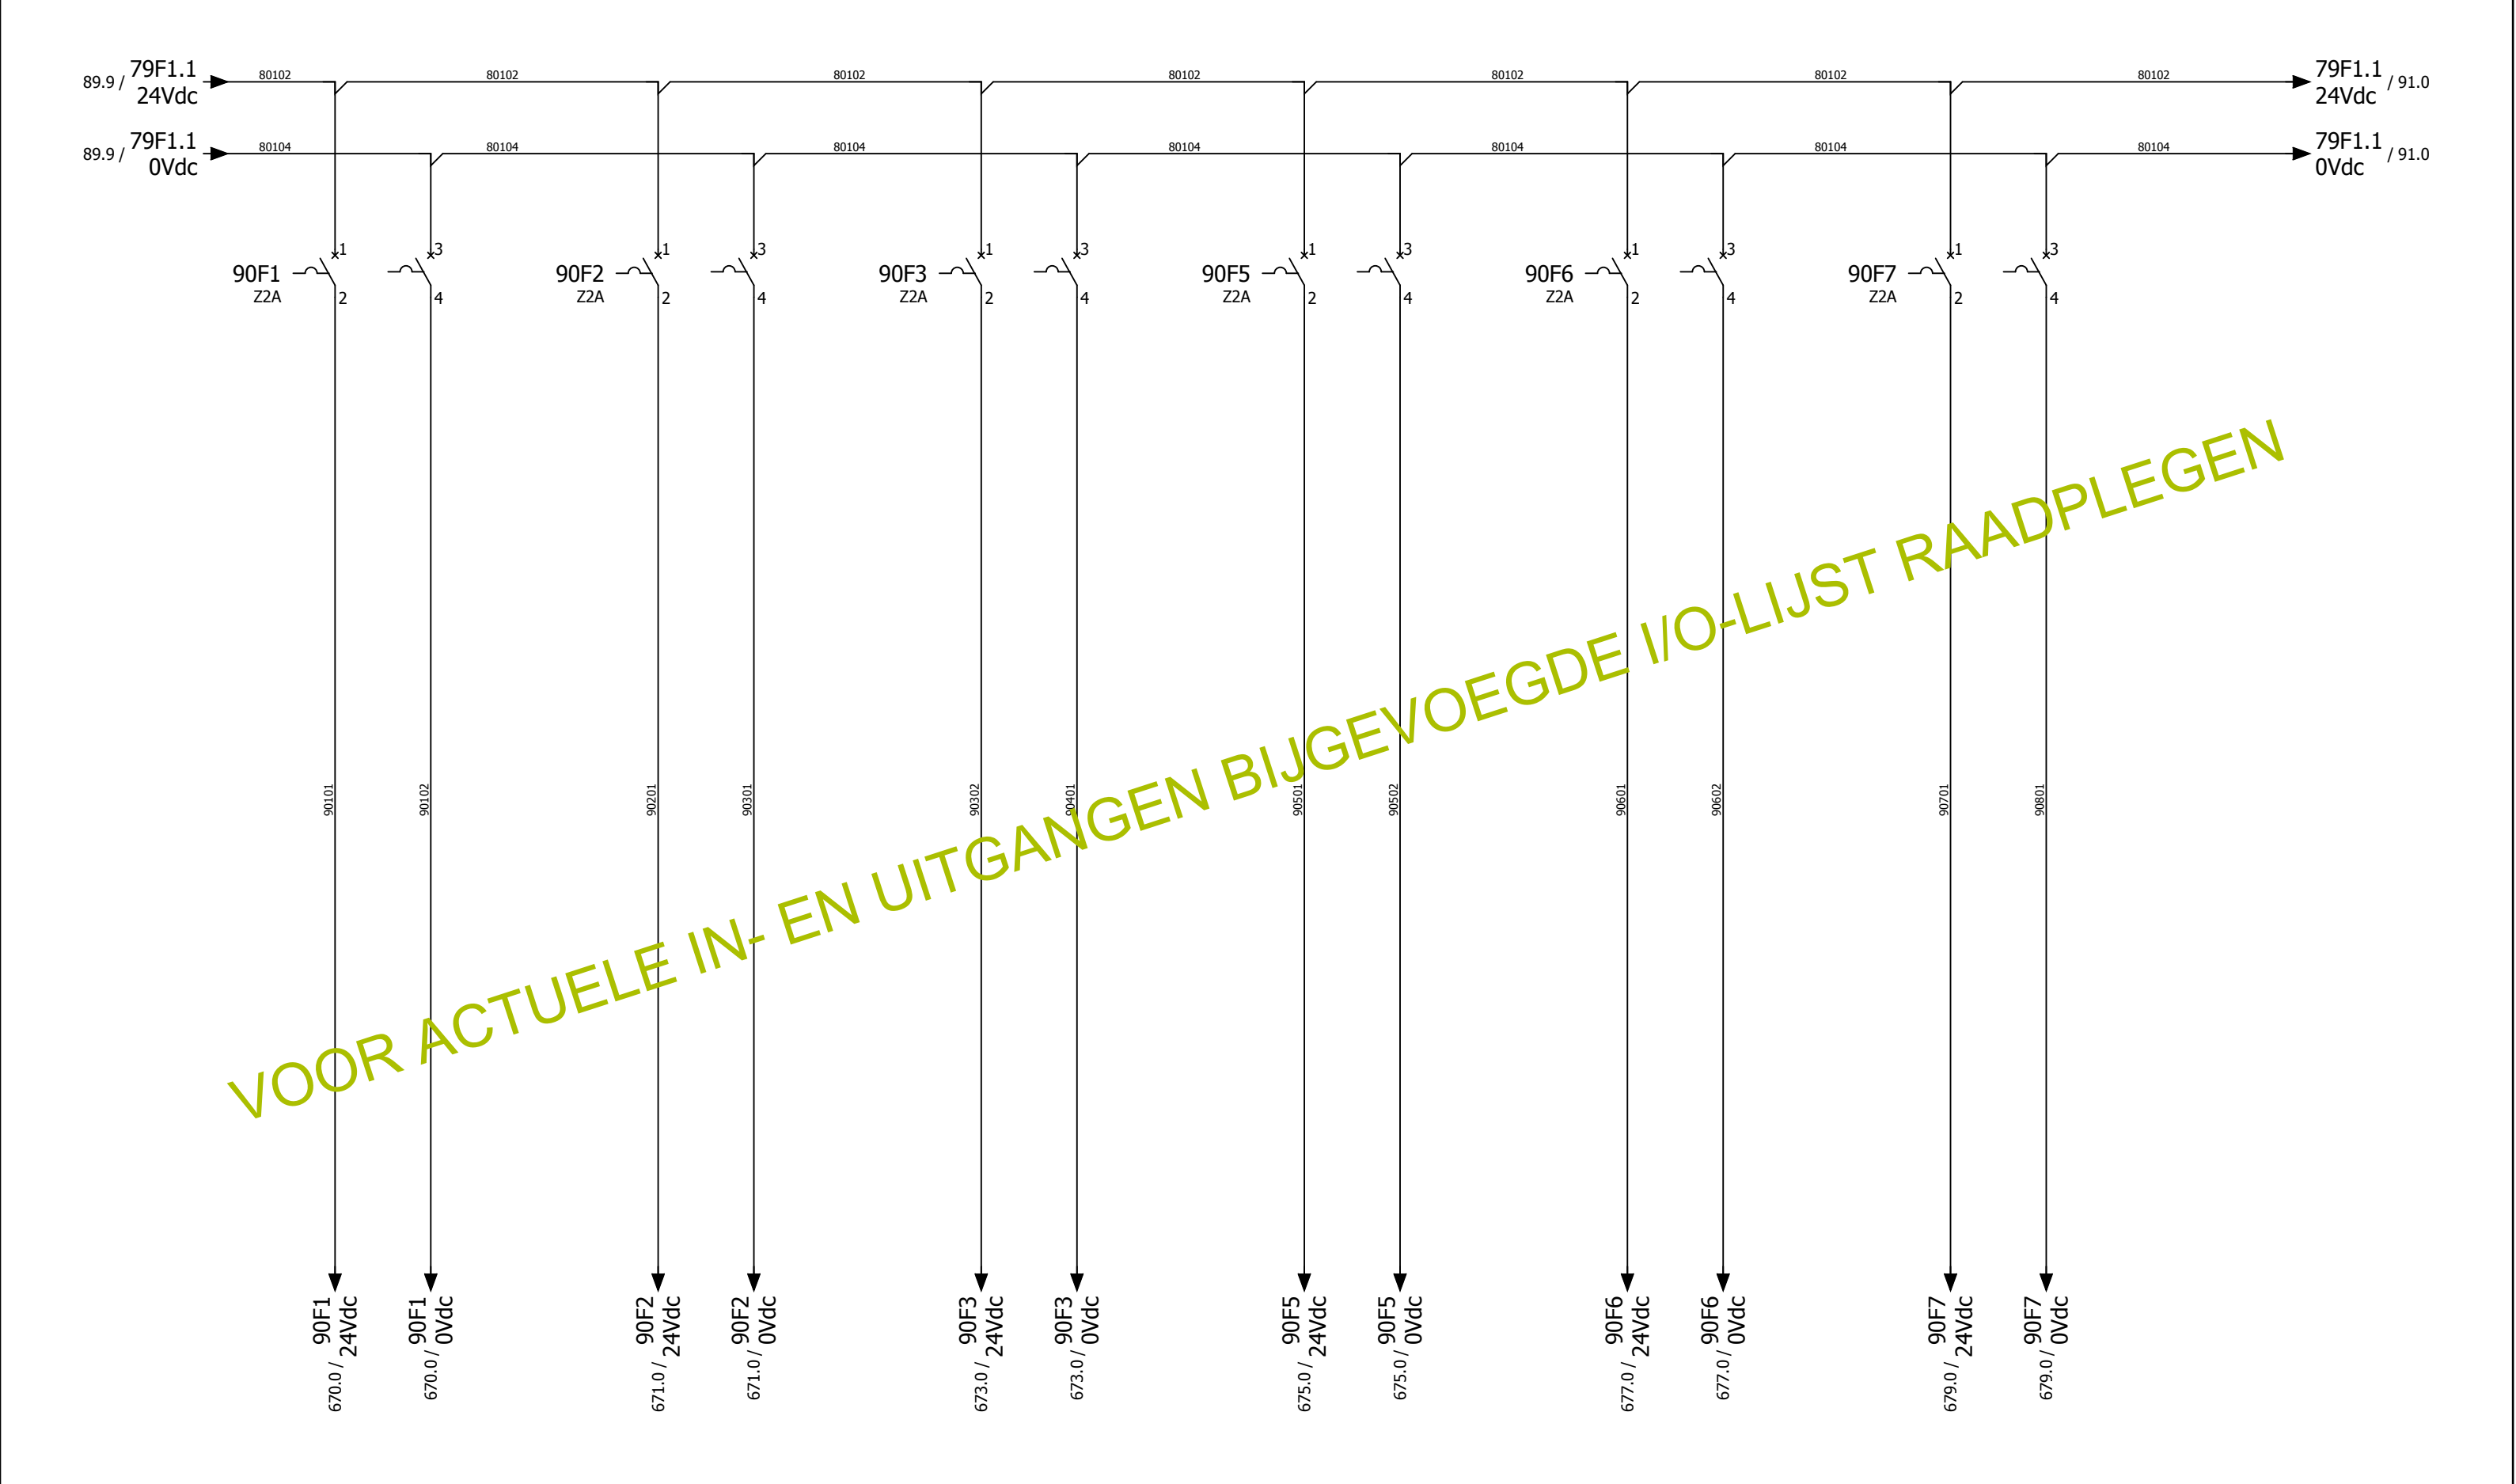 89.9 / 79F1.1 24Vdc
80102 80102 80102 80102 80102 80102 80102
79F1.1 24Vdc / 91.0
89.9 / 79F1.1 0Vdc
80104 80104 80104 80104 80104 80104 80104
79F1.1 0Vdc / 91.0
1 3 1 3 1 3 1 3 1 3 1 3
90F1 90F2 90F3 90F5 90F6 90F7
Z2A Z2A Z2A Z2A Z2A Z2A
2 4 2 4 2 4 2 4 2 4 2 4
VOOR ACTUELE IN- EN UITGANGEN BIJGEVOEGDE I/O-LIJST RAADPLEGEN
90101 90102 90201 90301 90302 90401 90501 90502 90601 90602 90701 90801
670.0 / 90F1 24Vdc
670.0 / 90F1 0Vdc
671.0 / 90F2 24Vdc
671.0 / 90F2 0Vdc
673.0 / 90F3 24Vdc
673.0 / 90F3 0Vdc
675.0 / 90F5 24Vdc
675.0 / 90F5 0Vdc
677.0 / 90F6 24Vdc
677.0 / 90F6 0Vdc
679.0 / 90F7 24Vdc
679.0 / 90F7 0Vdc